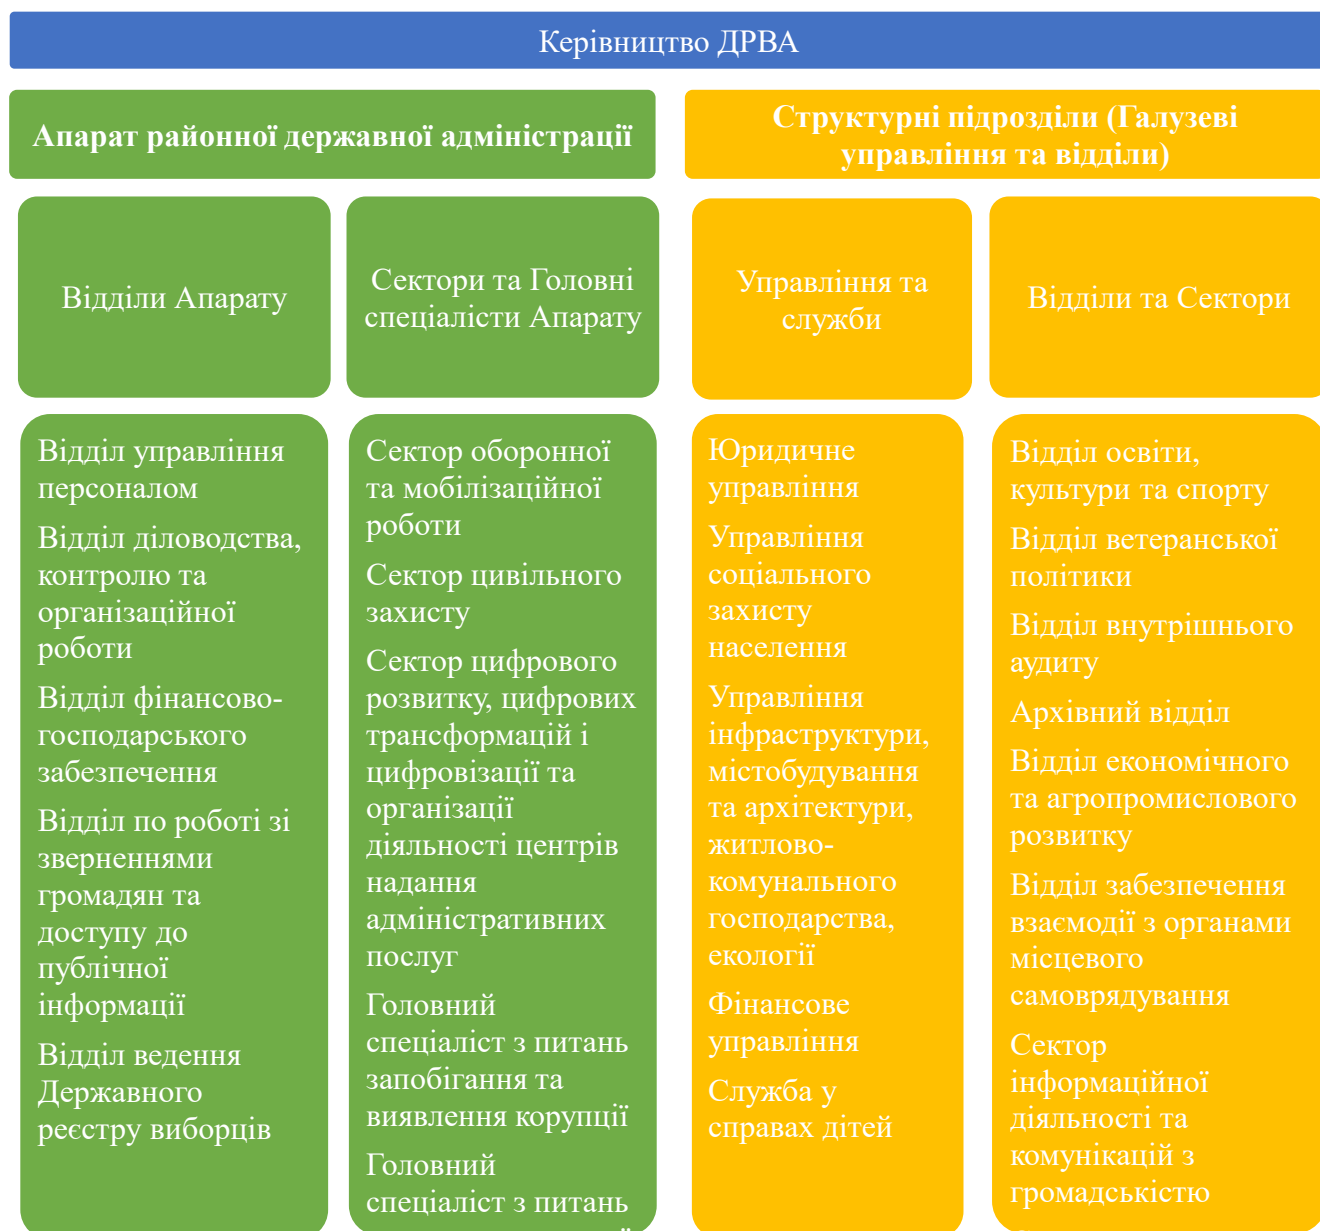 Керівництво ДРВА
Апарат районної державної адміністрації
Структурні підрозділи (Галузеві
управління та відділи)
Відділи Апарату
Сектори та Головні
спеціалісти Апарату
Управління та
служби
Відділи та Сектори
Відділ управління
персоналом
Відділ діловодства,
контролю та
організаційної
роботи
Відділ фінансово-
господарського
забезпечення
Відділ по роботі зі
зверненнями
громадян та
доступу до
публічної
інформації
Відділ ведення
Державного
реєстру виборців
Сектор оборонної
та мобілізаційної
роботи
Сектор цивільного
захисту
Сектор цифрового
розвитку, цифрових
трансформацій і
цифровізації та
організації
діяльності центрів
надання
адміністративних
послуг
Головний
спеціаліст з питань
запобігання та
виявлення корупції
Головний
спеціаліст з питань
Юридичне
управління
Управління
соціального
захисту
населення
Управління
інфраструктури,
містобудування
та архітектури,
житлово-
комунального
господарства,
екології
Фінансове
управління
Служба у
справах дітей
Відділ освіти,
культури та спорту
Відділ ветеранської
політики
Відділ внутрішнього
аудиту
Архівний відділ
Відділ економічного
та агропромислового
розвитку
Відділ забезпечення
взаємодії з органами
місцевого
самоврядування
Сектор
інформаційної
діяльності та
комунікацій з
громадськістю